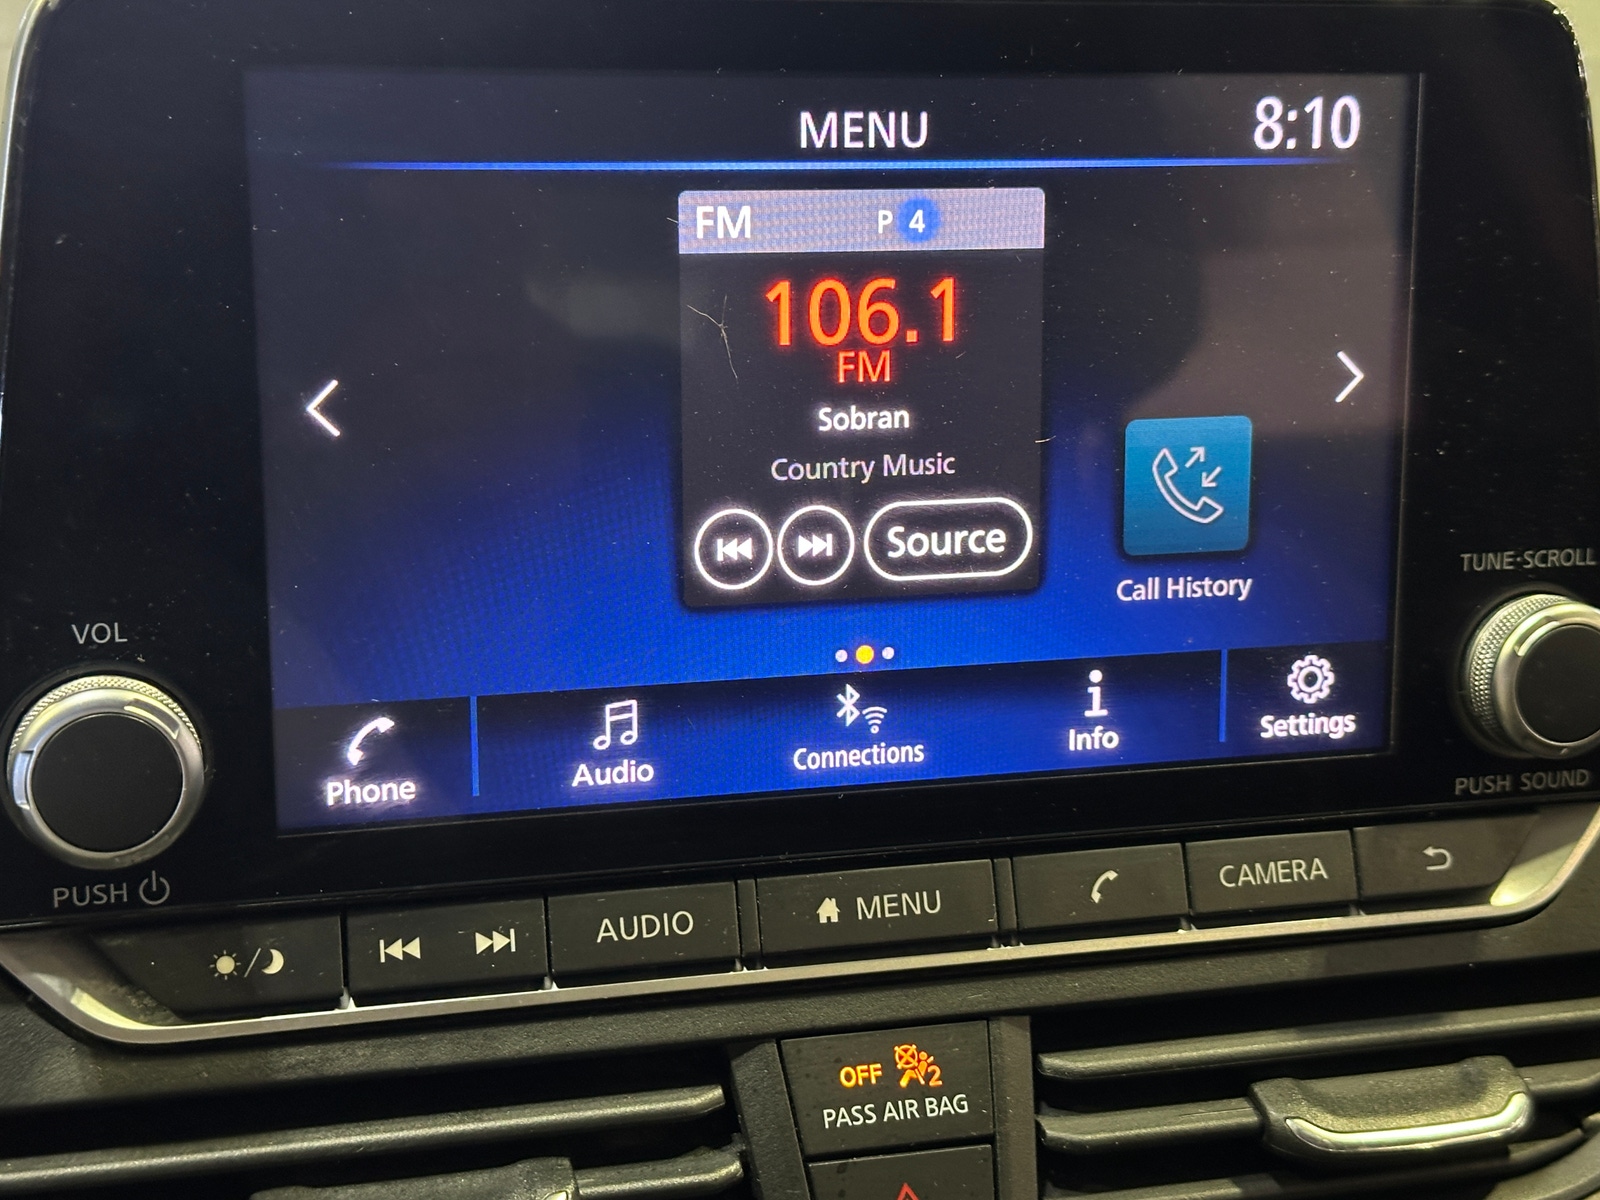 MENU
8:10
FM P 4
106.1
FM
Sobran
Country Music
Source
Call History
Phone
Audio
Connections
Info
Settings
VOL
PUSH
TUNE·SCROLL
PUSH SOUND
AUDIO
MENU
CAMERA
OFF 2
PASS AIR BAG